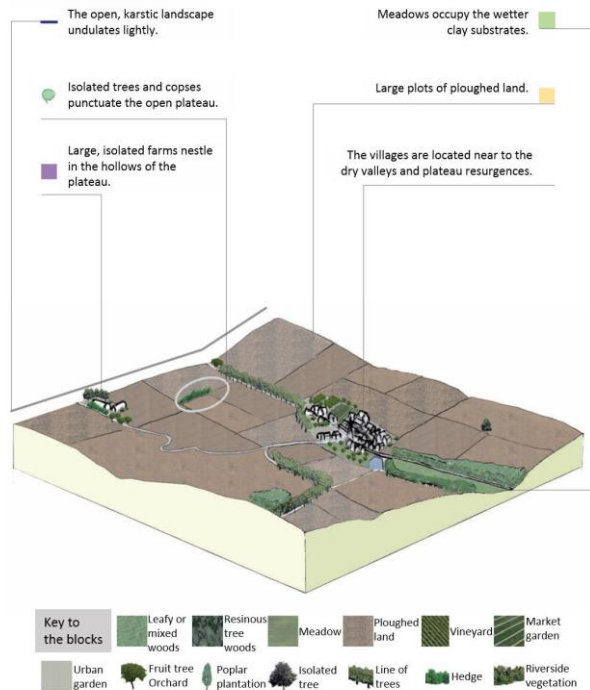 The open, karstic landscape
undulates lightly.
Meadows occupy the wetter
clay substrates.
Isolated trees and copses
punctuate the open plateau.
Large plots of ploughed land.
Large, isolated farms nestle
in the hollows of the
plateau.
The villages are located near to the
dry valleys and plateau resurgences.
Key to
the blocks
Leafy or
mixed
woods
Resinous
tree
woods
Meadow
Ploughed
land
Vineyard
Market
garden
Urban
garden
Fruit tree
Orchard
Poplar
plantation
Isolated
tree
Line of
trees
Hedge
Riverside
vegetation